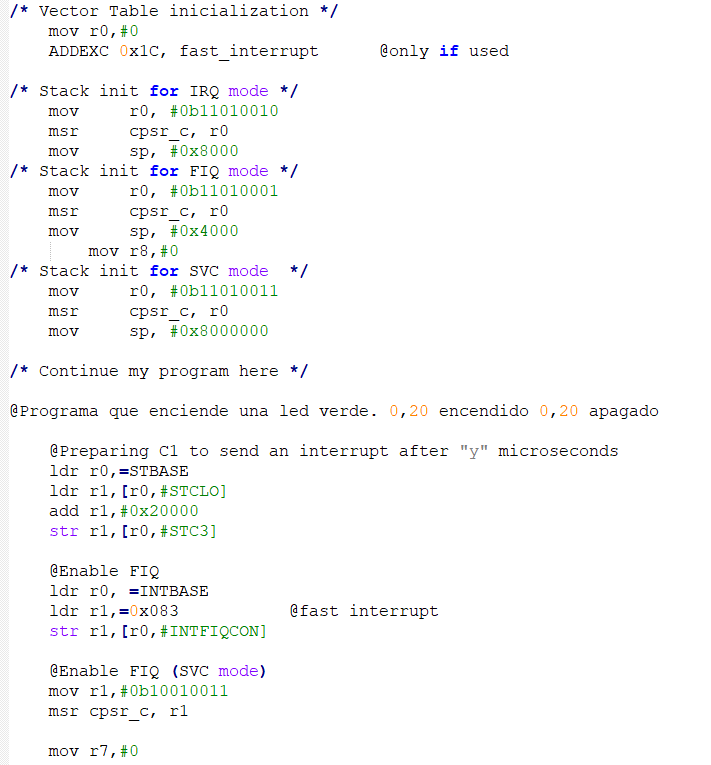 /* Vector Table inicialization */
mov r0,#0
ADDEXC 0x1C, fast_interrupt @only if used
/* Stack init for IRQ mode */
mov r0, #0b11010010
msr cpsr_c, r0
mov sp, #0x8000
/* Stack init for FIQ mode */
mov r0, #0b11010001
msr cpsr_c, r0
mov sp, #0x4000
mov r8,#0
/* Stack init for SVC mode */
mov r0, #0b11010011
msr cpsr_c, r0
mov sp, #0x8000000
/* Continue my program here */
@Programa que enciende una led verde. 0,20 encendido 0,20 apagado
@Preparing C1 to send an interrupt after "y" microseconds
ldr r0,=STBASE
ldr r1,[r0,#STCLO]
add r1,#0x20000
str r1,[r0,#STC3]
@Enable FIQ
ldr r0, =INTBASE
ldr r1,=0x083 @fast interrupt
str r1,[r0,#INTFIQCON]
@Enable FIQ (SVC mode)
mov r1,#0b10010011
msr cpsr_c, r1
mov r7,#0